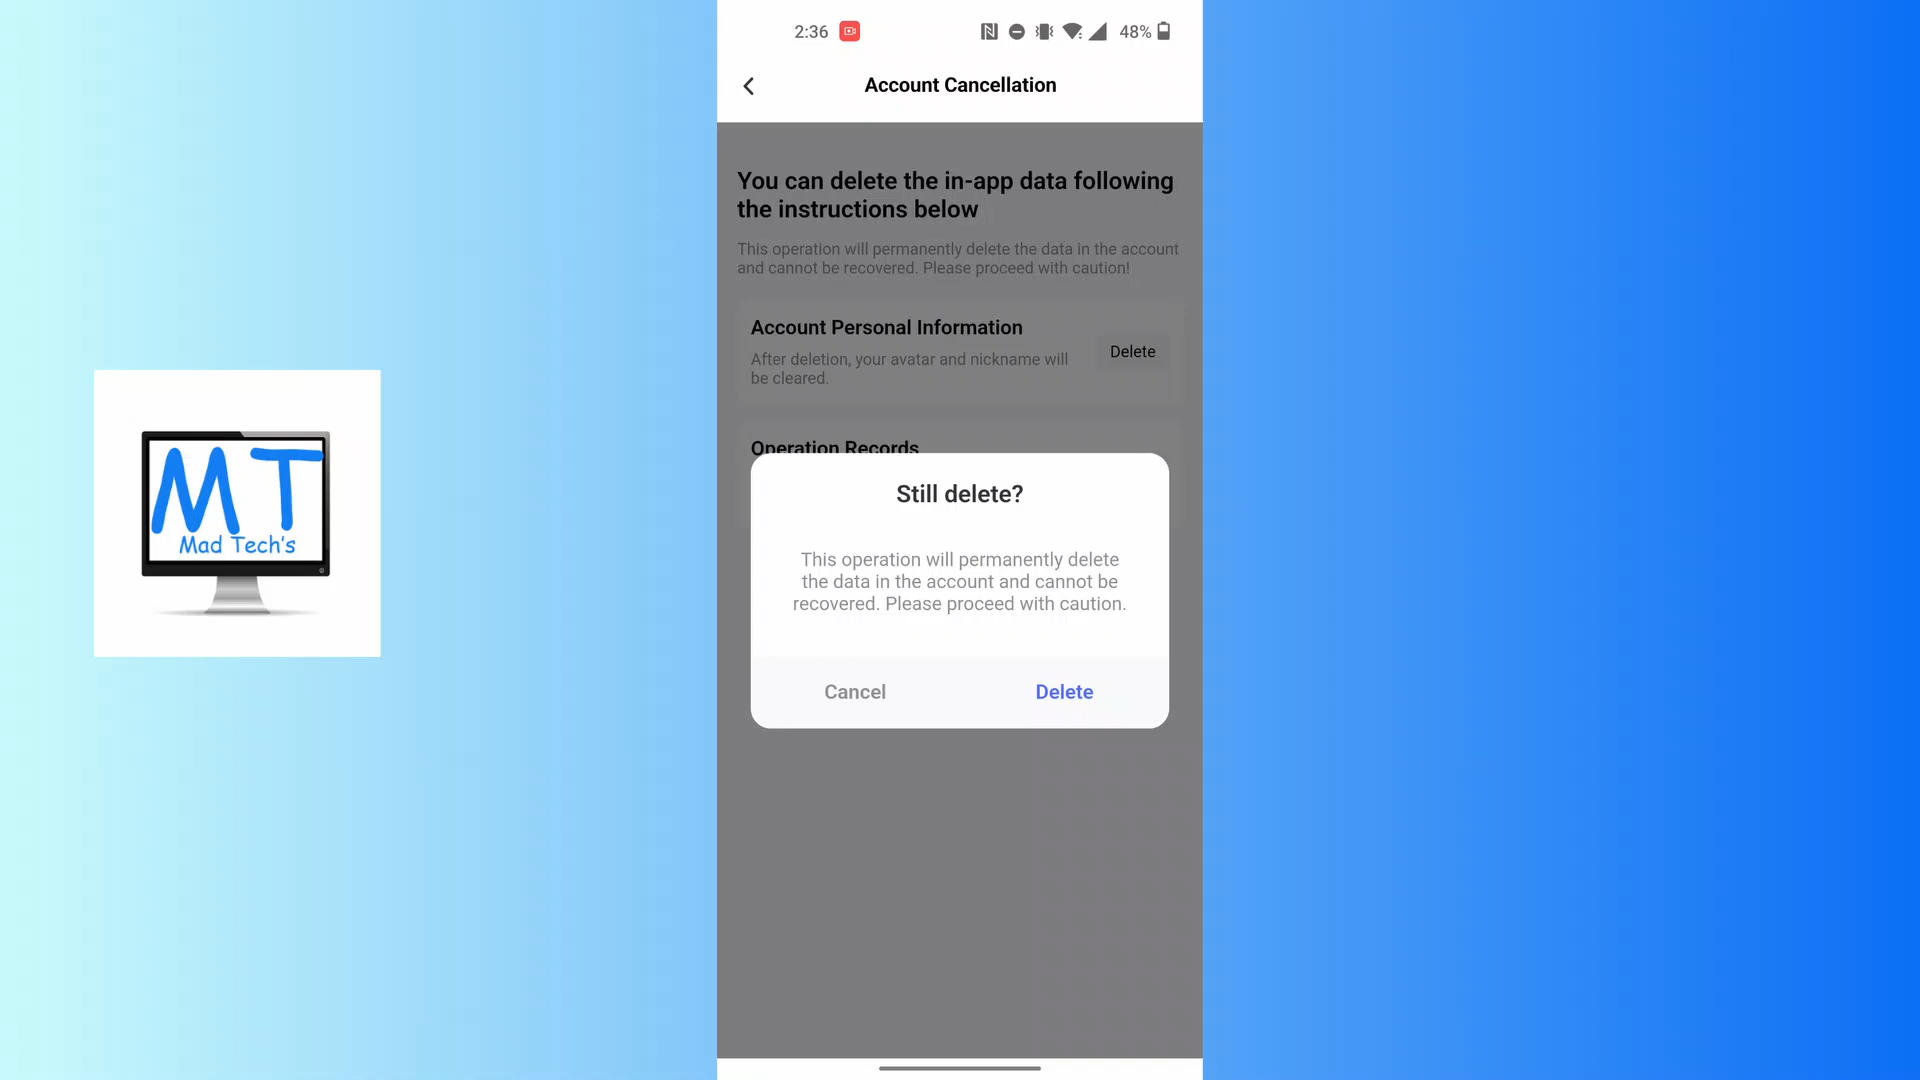 2:36
48%
Account Cancellation
You can delete the in-app data following
the instructions below
This operation will permanently delete the data in the account
and cannot be recovered. Please proceed with caution!
Account Personal Information
After deletion, your avatar and nickname will
be cleared.
Delete
Operation Records
Still delete?
This operation will permanently delete
the data in the account and cannot be
recovered. Please proceed with caution.
Cancel
Delete
MT
Mad Tech's